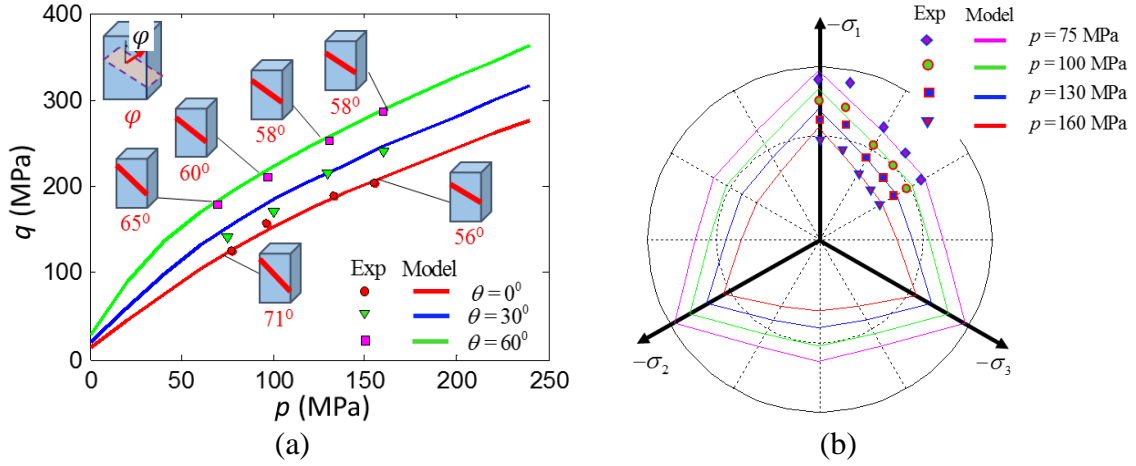 400
300
200
100
0
q (MPa)
0
50
100
150
200
250
p (MPa)
φ
φ
65⁰
60⁰
58⁰
58⁰
71⁰
56⁰
Exp Model
θ = 0⁰
θ = 30⁰
θ = 60⁰
(a)
−σ₁
−σ₂
−σ₃
Exp Model
p = 75 MPa
p = 100 MPa
p = 130 MPa
p = 160 MPa
(b)